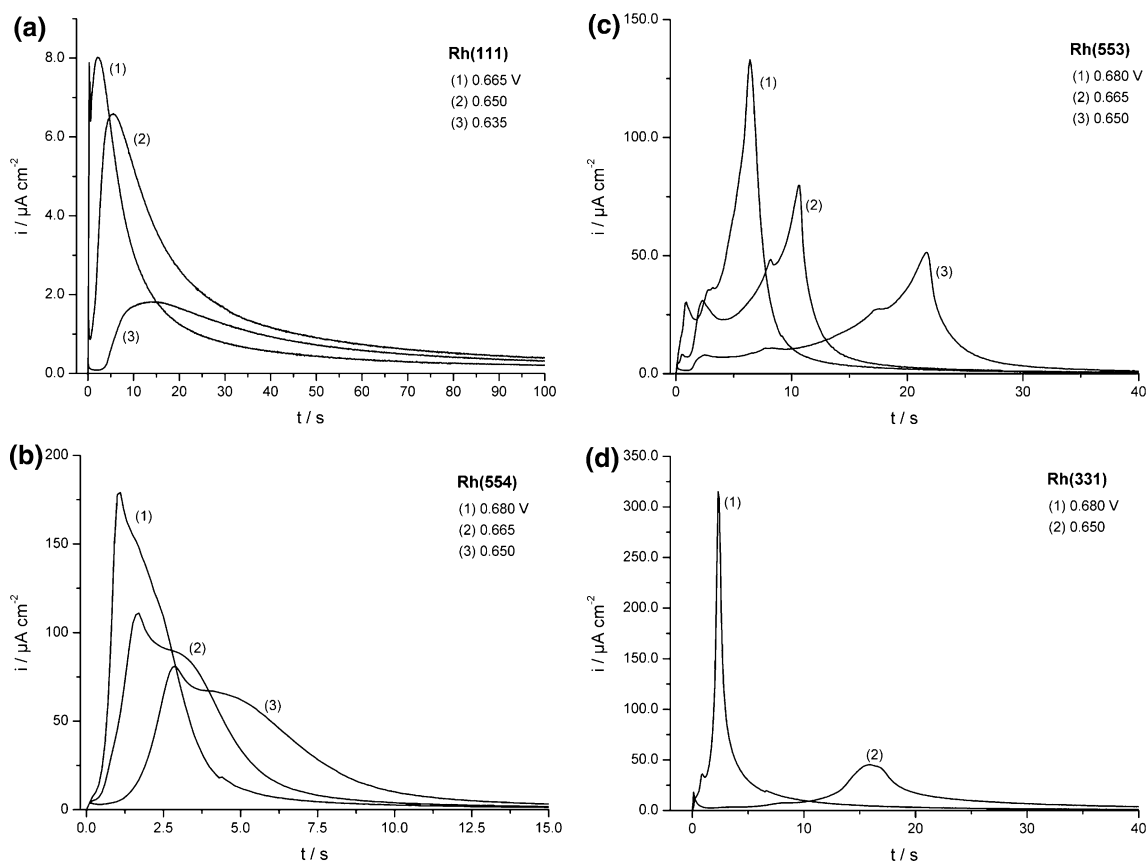 (a)
Rh(111)
(1) 0.665 V
(2) 0.650
(3) 0.635
(1)
(2)
(3)
8.0
6.0
4.0
2.0
0.0
i / µA cm-2
0 10 20 30 40 50 60 70 80 90 100
t / s
(c)
Rh(553)
(1) 0.680 V
(2) 0.665
(3) 0.650
(1)
(2)
(3)
150.0
100.0
50.0
0.0
i / µA cm-2
0 10 20 30 40
t / s
(b)
Rh(554)
(1) 0.680 V
(2) 0.665
(3) 0.650
(1)
(2)
(3)
200
150
100
50
0
i / µA cm-2
0.0 2.5 5.0 7.5 10.0 12.5 15.0
t / s
(d)
Rh(331)
(1) 0.680 V
(2) 0.650
(1)
(2)
350.0
300.0
250.0
200.0
150.0
100.0
50.0
0.0
i / µA cm-2
0 10 20 30 40
t / s